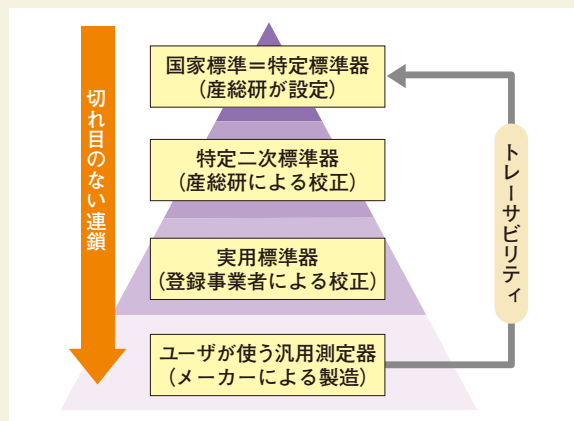 切れ目のない連鎖
国家標準＝特定標準器
（産総研が設定）
特定二次標準器
（産総研による校正）
実用標準器
（登録事業者による校正）
ユーザが使う汎用測定器
（メーカーによる製造）
トレーサビリティ